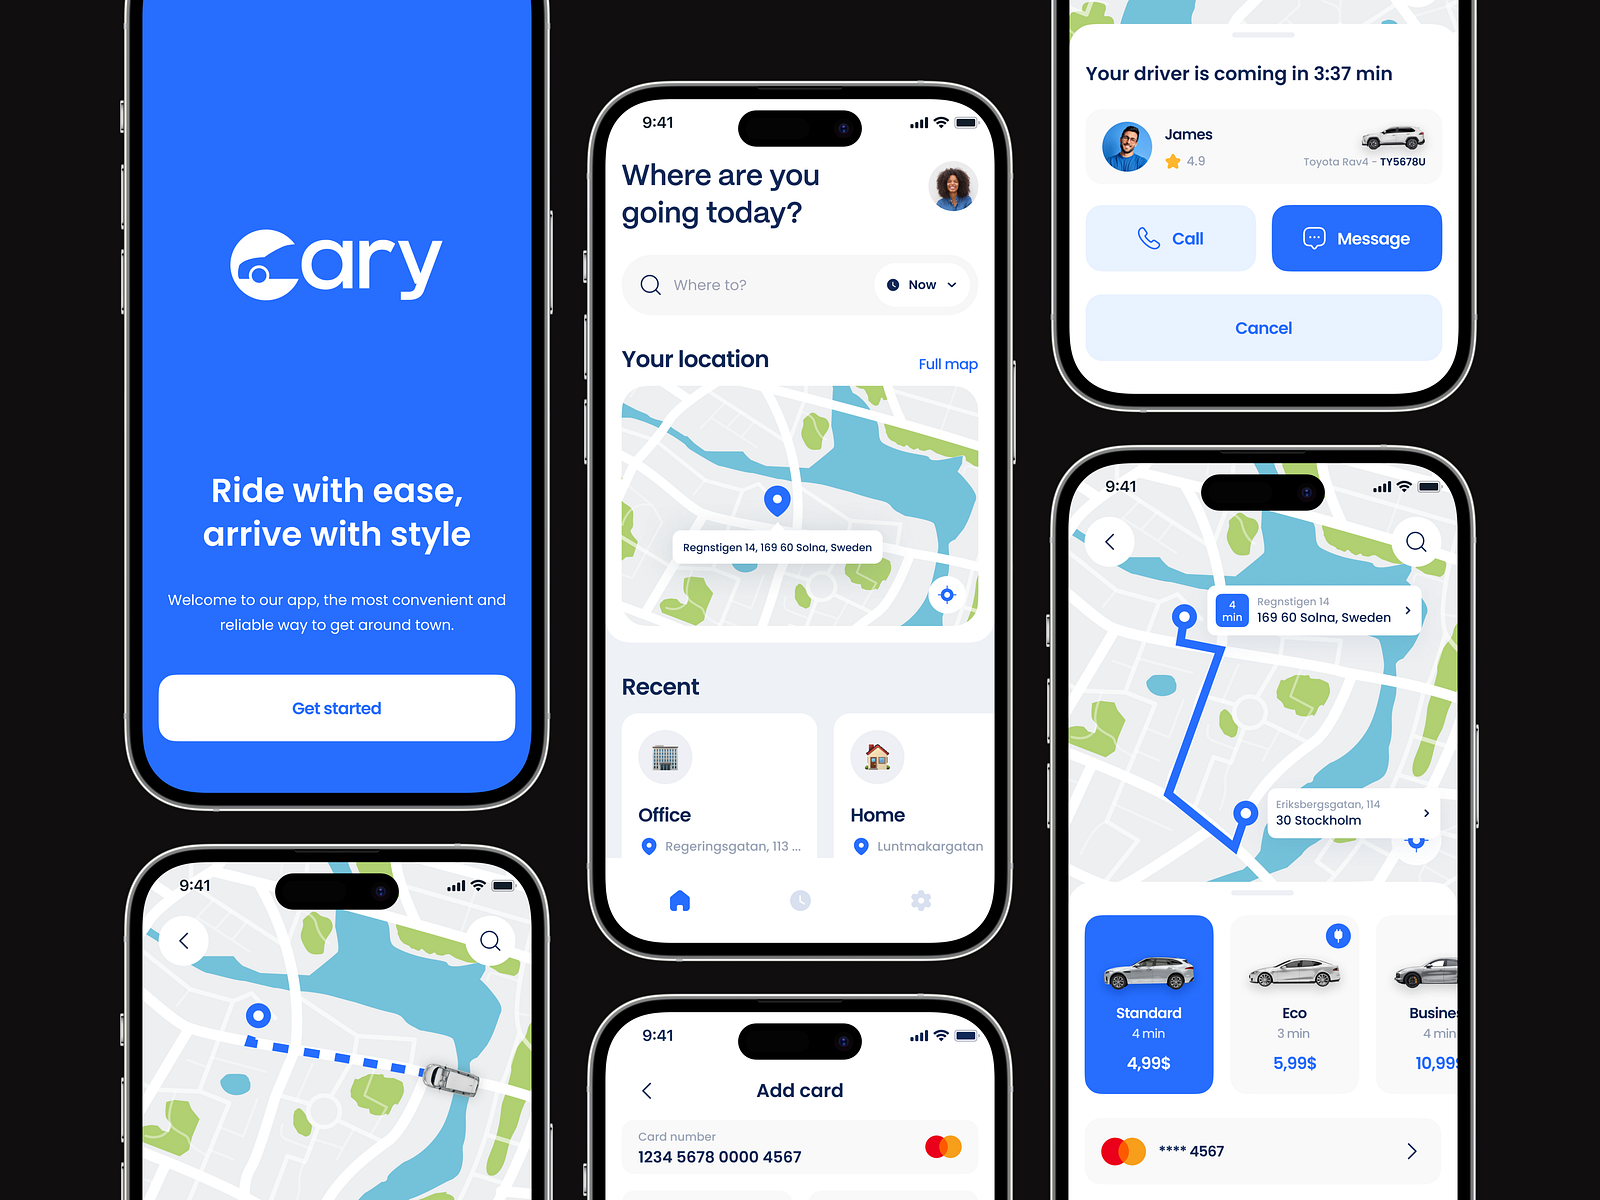 Cary
Ride with ease,
arrive with style
Welcome to our app, the most convenient and
reliable way to get around town.
Get started
9:41
9:41
Where are you
going today?
Where to?
Now
Your location
Full map
Regnstigen 14, 169 60 Solna, Sweden
Recent
Office
Regeringsgatan, 113 ...
Home
Luntmakargatan
9:41
Add card
Card number
1234 5678 0000 4567
Your driver is coming in 3:37 min
James
4.9
Toyota Rav4 - TY5678U
Call
Message
Cancel
9:41
4
min
Regnstigen 14
169 60 Solna, Sweden
Eriksbergsgatan, 114
30 Stockholm
Standard
4 min
4,99$
Eco
3 min
5,99$
Busines
4 min
10,99$
**** 4567